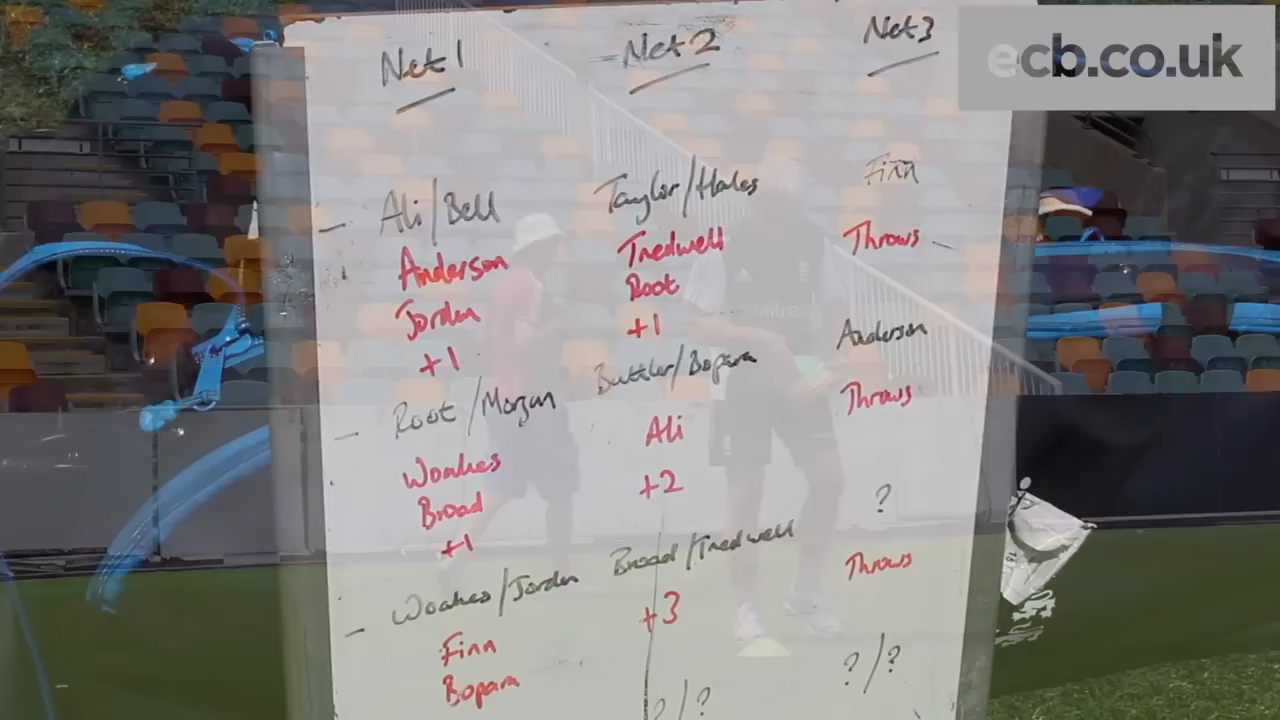 ecb.co.uk
Net 1
Ali/Bell
Anderson
Jordan
+1
Root/Morgan
Woakes
Broad
+1
Woakes/Jordan
Finn
Bopara
Net 2
Taylor/Hales
Tredwell
Root
+1
Buttler/Bopara
Ali
+2
Broad/Tredwell
+3
?/?
Net 3
Finn
Throws
Anderson
Throws
?
Throws
?/?